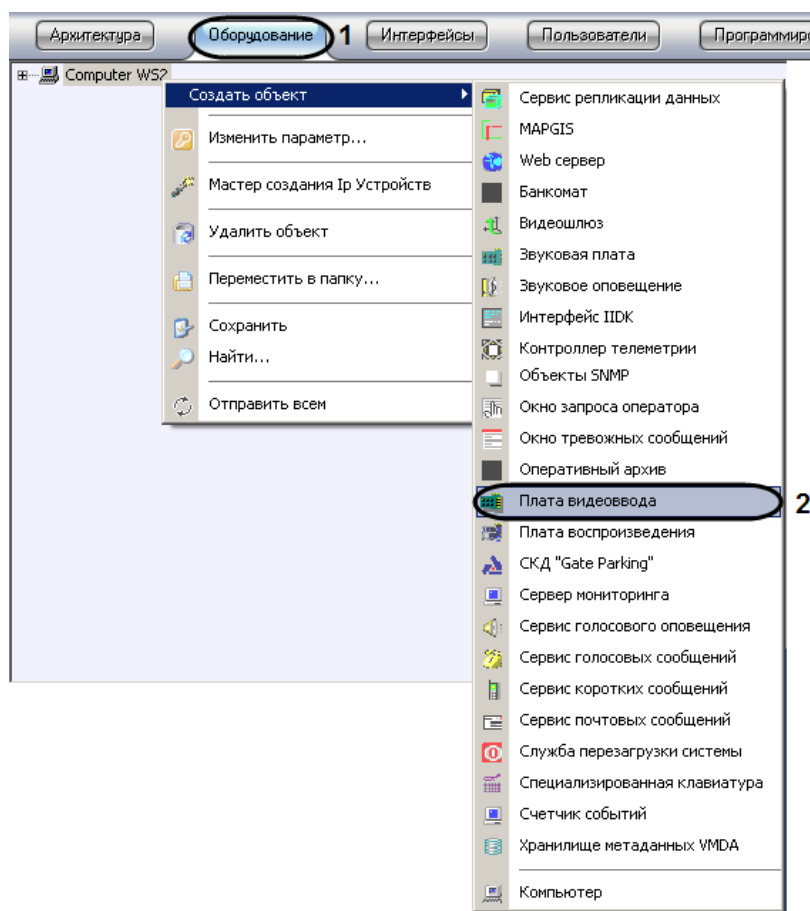 Архитектура
Оборудование
1
Интерфейсы
Пользователи
Программиро
Computer WS2
Создать объект
Изменить параметр...
Мастер создания Ip Устройств
Удалить объект
Переместить в папку...
Сохранить
Найти...
Отправить всем
Сервис репликации данных
MAPGIS
Web сервер
Банкомат
Видеошлюз
Звуковая плата
Звуковое оповещение
Интерфейс IIDK
Контроллер телеметрии
Объекты SNMP
Окно запроса оператора
Окно тревожных сообщений
Оперативный архив
Плата видеоввода
2
Плата воспроизведения
СКД "Gate Parking"
Сервер мониторинга
Сервис голосового оповещения
Сервис голосовых сообщений
Сервис коротких сообщений
Сервис почтовых сообщений
Служба перезагрузки системы
Специализированная клавиатура
Счетчик событий
Хранилище метаданных VMDA
Компьютер